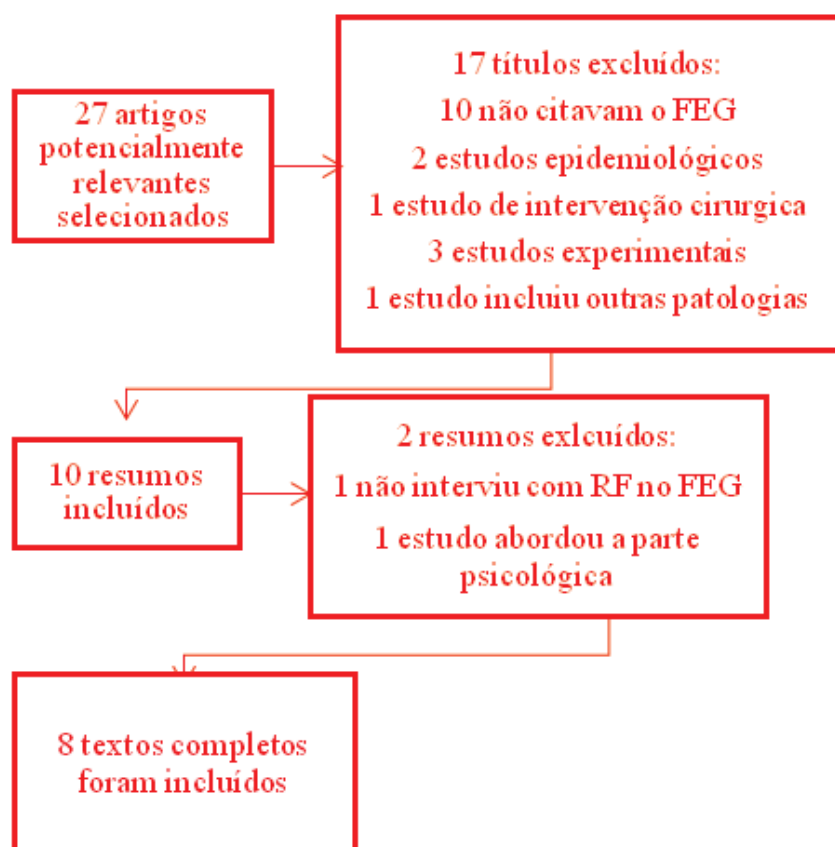 27 artigos
potencialmente
relevantes
selecionados
17 títulos excluídos:
10 não citavam o FEG
2 estudos epidemiológicos
1 estudo de intervenção cirurgica
3 estudos experimentais
1 estudo incluiu outras patologias
10 resumos
incluídos
2 resumos exlcuídos:
1 não interviu com RF no FEG
1 estudo abordou a parte
psicológica
8 textos completos
foram incluídos